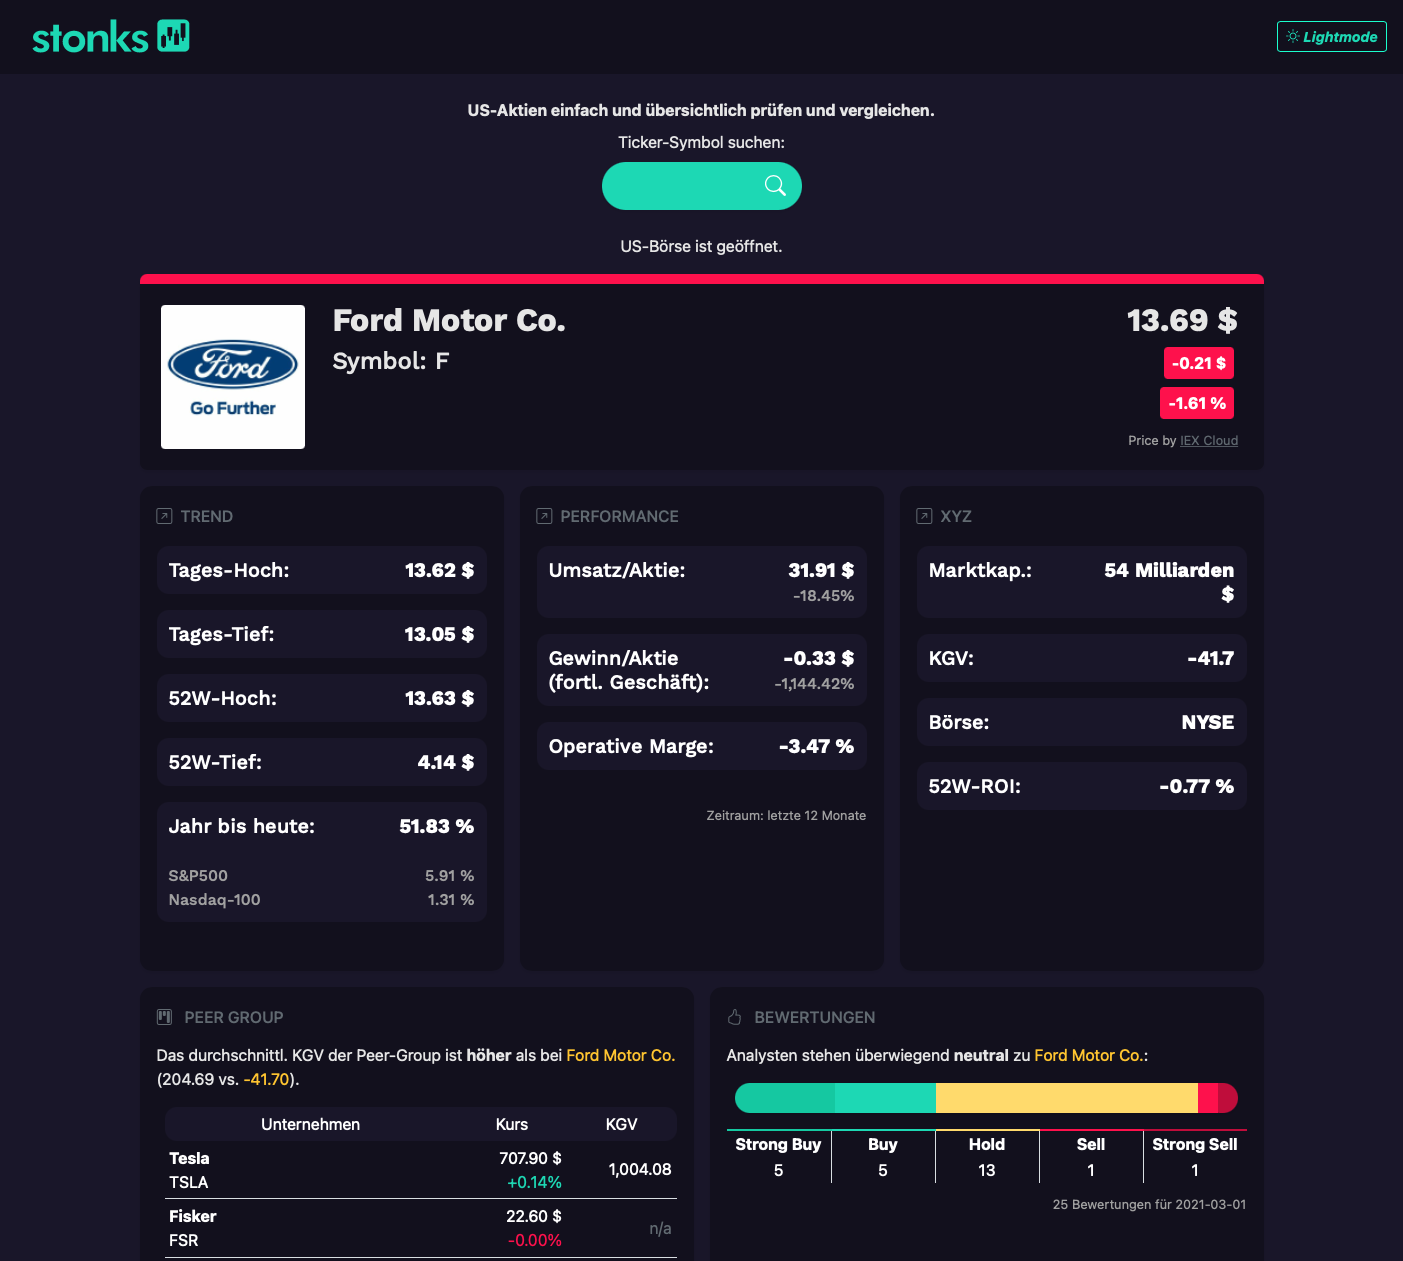 stonks
Lightmode
US-Aktien einfach und übersichtlich prüfen und vergleichen.
Ticker-Symbol suchen:
US-Börse ist geöffnet.
Ford
Go Further
Ford Motor Co.
Symbol: F
13.69 $
-0.21 $
-1.61 %
Price by IEX Cloud
TREND
Tages-Hoch: 13.62 $
Tages-Tief: 13.05 $
52W-Hoch: 13.63 $
52W-Tief: 4.14 $
Jahr bis heute: 51.83 %
S&P500 5.91 %
Nasdaq-100 1.31 %
PERFORMANCE
Umsatz/Aktie: 31.91 $
-18.45%
Gewinn/Aktie -0.33 $
(fortl. Geschäft): -1,144.42%
Operative Marge: -3.47 %
Zeitraum: letzte 12 Monate
XYZ
Marktkap.: 54 Milliarden
$
KGV: -41.7
Börse: NYSE
52W-ROI: -0.77 %
PEER GROUP
Das durchschnittl. KGV der Peer-Group ist höher als bei Ford Motor Co.
(204.69 vs. -41.70).
Unternehmen Kurs KGV
Tesla 707.90 $ 1,004.08
TSLA +0.14%
Fisker 22.60 $ n/a
FSR -0.00%
BEWERTUNGEN
Analysten stehen überwiegend neutral zu Ford Motor Co.:
Strong Buy Buy Hold Sell Strong Sell
5 5 13 1 1
25 Bewertungen für 2021-03-01